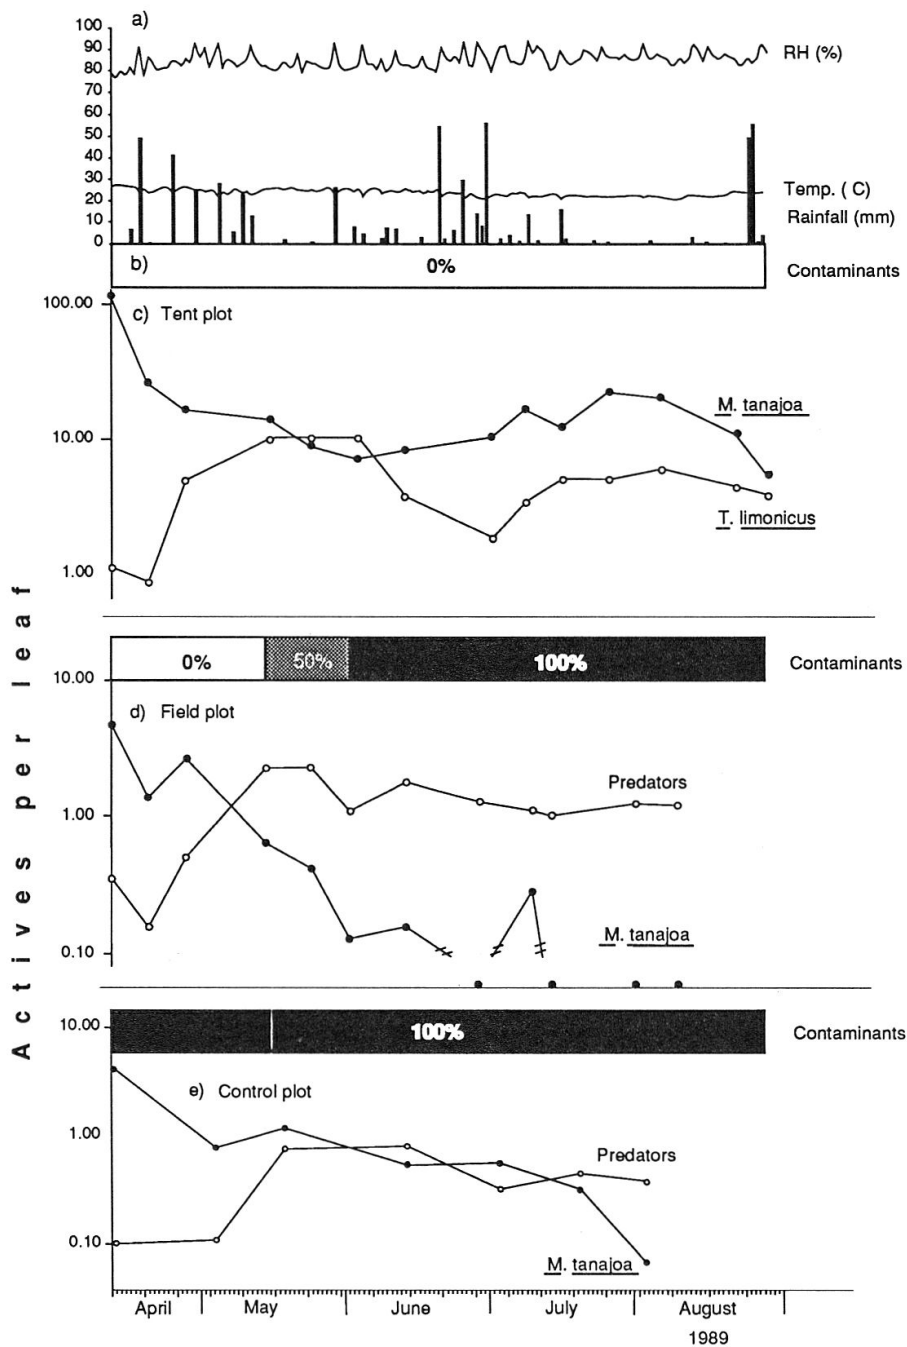 a)
100
90
80
70
60
50
40
30
20
10
0
RH (%)
Temp. ( C)
Rainfall (mm)
b)
0%
Contaminants
100.00
10.00
1.00
c) Tent plot
M. tanajoa
T. limonicus
Actives per leaf
0%
50%
100%
Contaminants
10.00
1.00
0.10
d) Field plot
Predators
M. tanajoa
100%
Contaminants
10.00
1.00
0.10
e) Control plot
Predators
M. tanajoa
April May June July August
1989